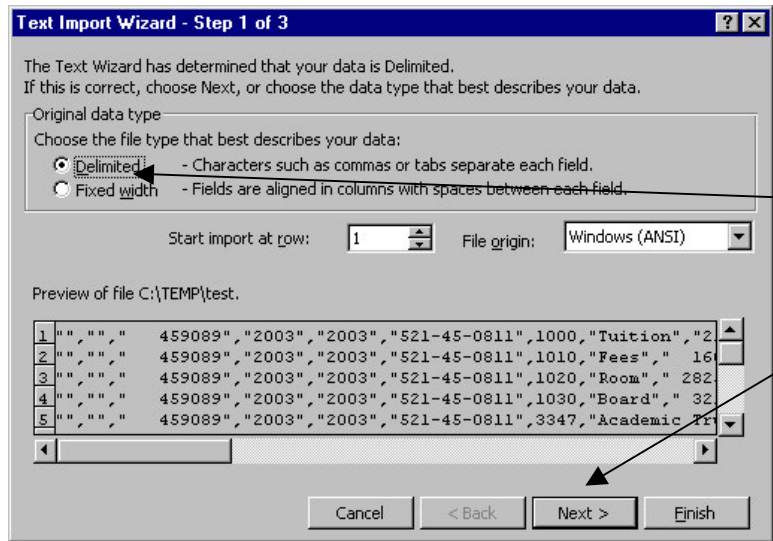 Text Import Wizard - Step 1 of 3
The Text Wizard has determined that your data is Delimited.
If this is correct, choose Next, or choose the data type that best describes your data.
Original data type
Choose the file type that best describes your data:
Delimited - Characters such as commas or tabs separate each field.
Fixed width - Fields are aligned in columns with spaces between each field.
Start import at row: 1 File origin: Windows (ANSI)
Preview of file C:\TEMP\test.
1 "","","   459089","2003","2003","521-45-0811",1000,"Tuition","2.
2 "","","   459089","2003","2003","521-45-0811",1010,"Fees","  16
3 "","","   459089","2003","2003","521-45-0811",1020,"Room"," 282.
4 "","","   459089","2003","2003","521-45-0811",1030,"Board"," 32
5 "","","   459089","2003","2003","521-45-0811",3347,"Academic Tr
Cancel < Back Next > Finish